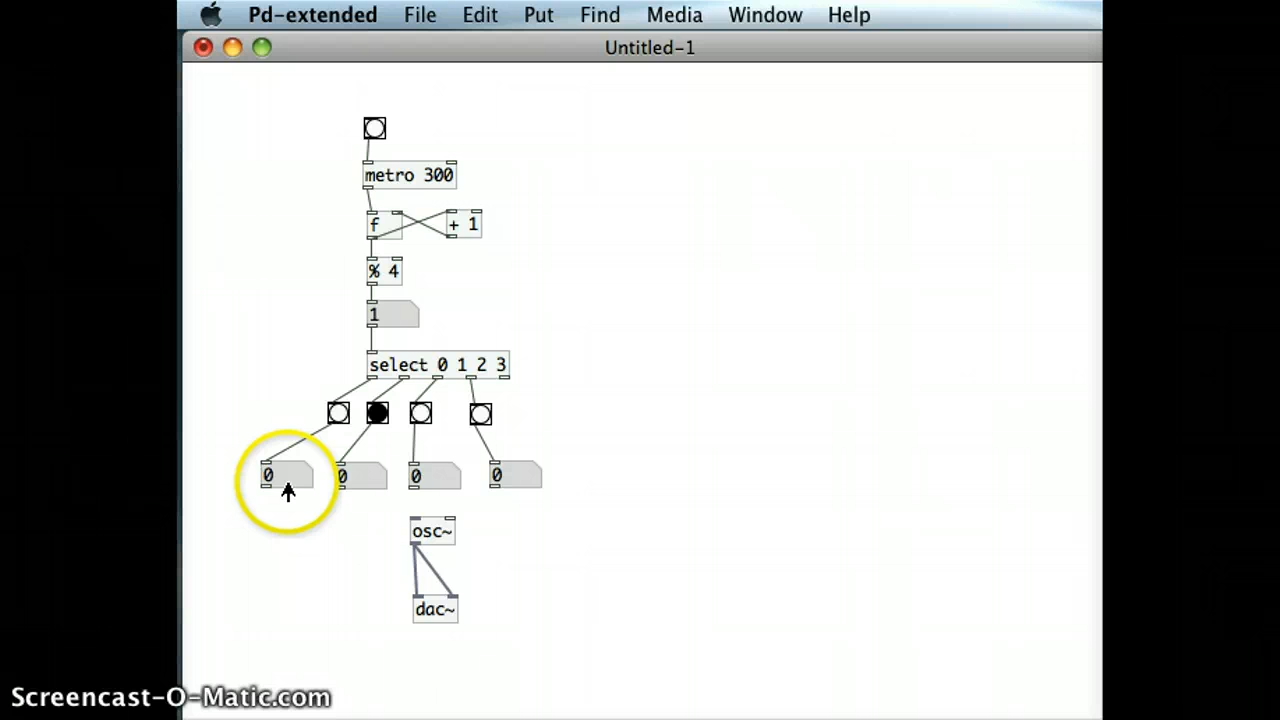 Pd-extended File Edit Put Find Media Window Help
Untitled-1
metro 300
f + 1
% 4
1
select 0 1 2 3
0 0 0 0
osc~
dac~
Screencast-O-Matic.com